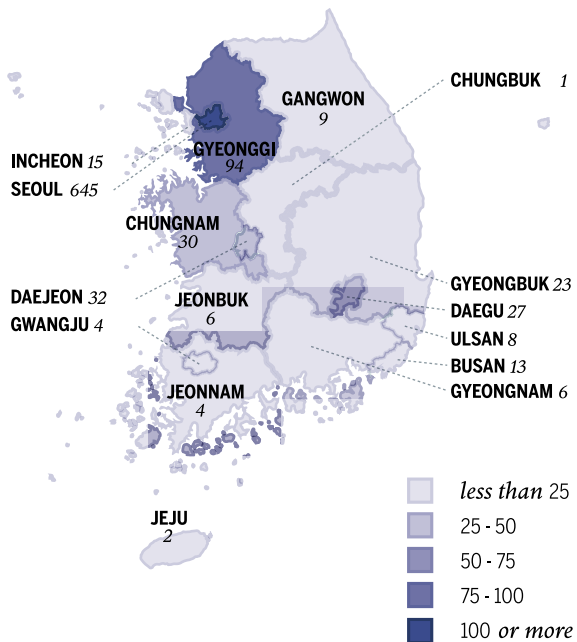 CHUNGBUK 1
GANGWON
9
GYEONGGI
94
INCHEON 15
SEOUL 645
CHUNGNAM
30
DAEJEON 32
GWANGJU 4
JEONBUK
6
GYEONGBUK 23
DAEGU 27
ULSAN 8
BUSAN 13
GYEONGNAM 6
JEONNAM
4
JEJU
2
less than 25
25 - 50
50 - 75
75 - 100
100 or more